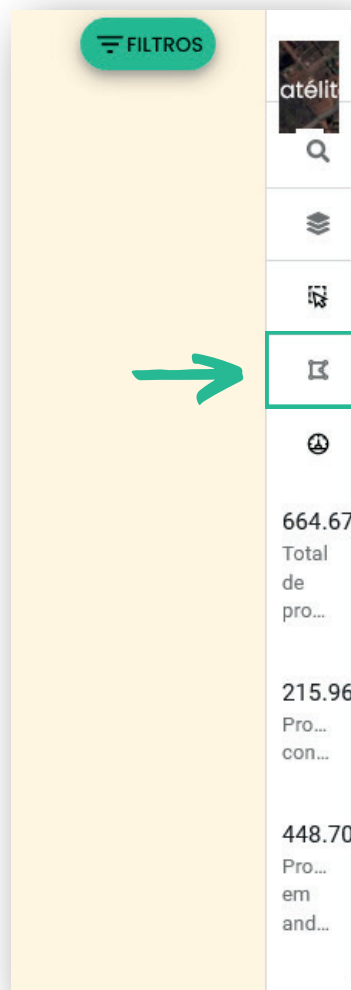 FILTROS
atélit
664.67
Total
de
pro...
215.96
Pro...
con...
448.70
Pro...
em
and...